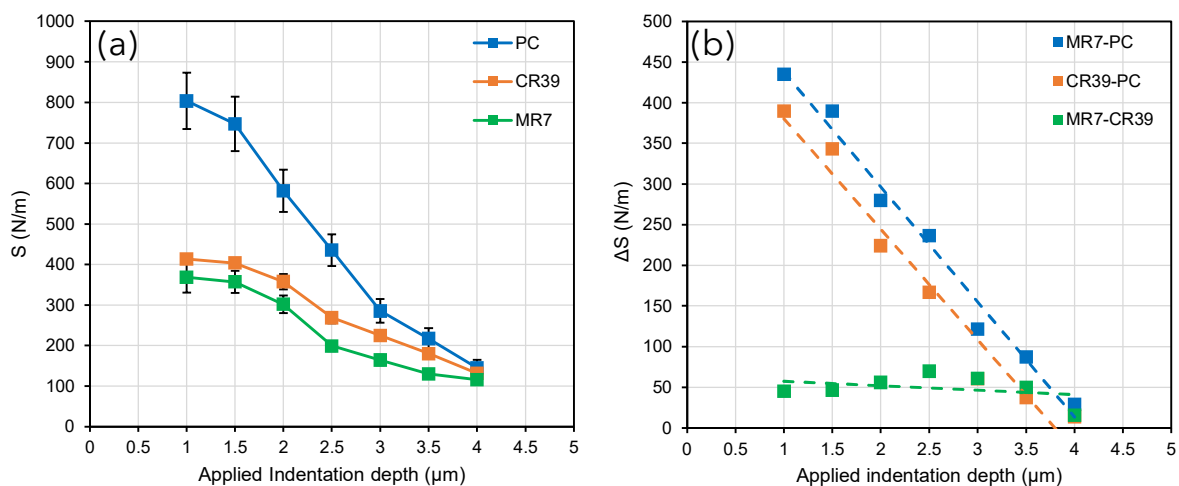 (a)
1000
900
800
700
600
500
400
300
200
100
0
S (N/m)
PC
CR39
MR7
0 0.5 1 1.5 2 2.5 3 3.5 4 4.5 5
Applied Indentation depth (µm)
(b)
500
450
400
350
300
250
200
150
100
50
0
ΔS (N/m)
MR7-PC
CR39-PC
MR7-CR39
0 0.5 1 1.5 2 2.5 3 3.5 4 4.5 5
Applied indentation depth (µm)